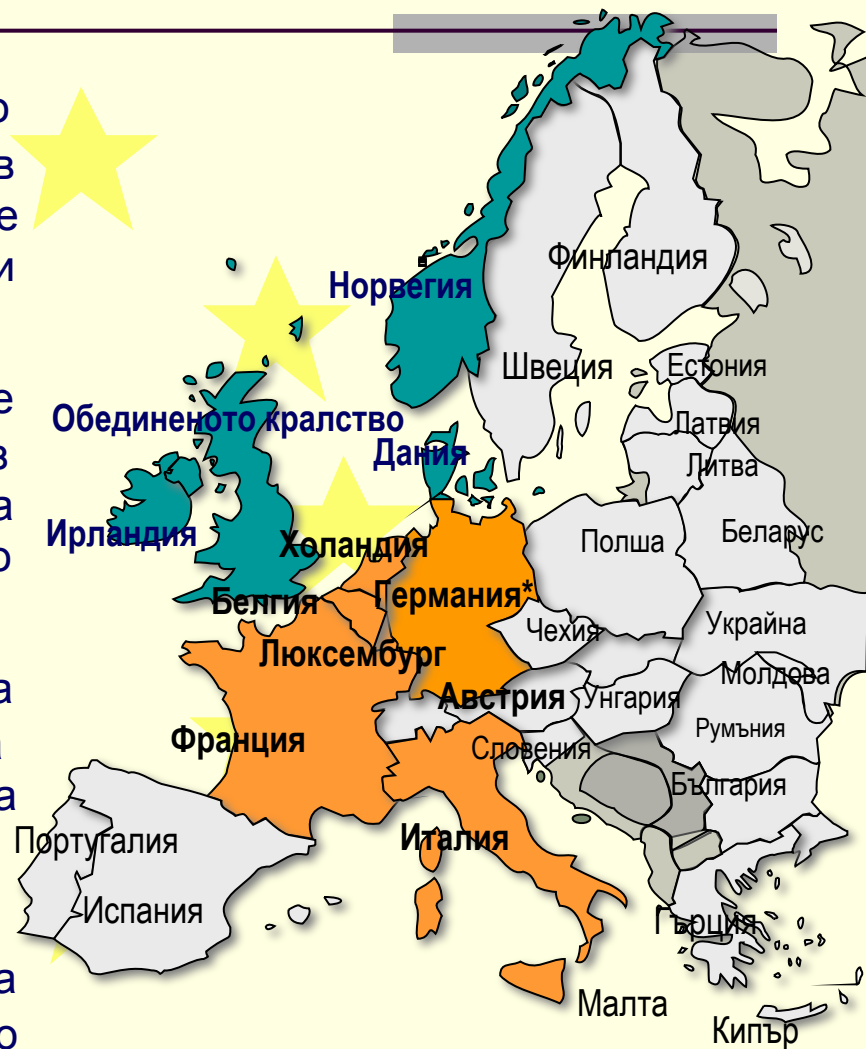 о
в
е
и
Норвегия
Финландия
Швеция
Естония
е
Обединеното кралство
Латвия
в
Дания
Литва
а
Ирландия
Холандия
Полша
Беларус
о
Белгия
Германия*
Чехия
Украйна
Люксембург
Молдова
а
Австрия
Унгария
Франция
Словения
Румъния
а
България
Португалия
Италия
Испания
Гърция
а
Малта
о
Кипър